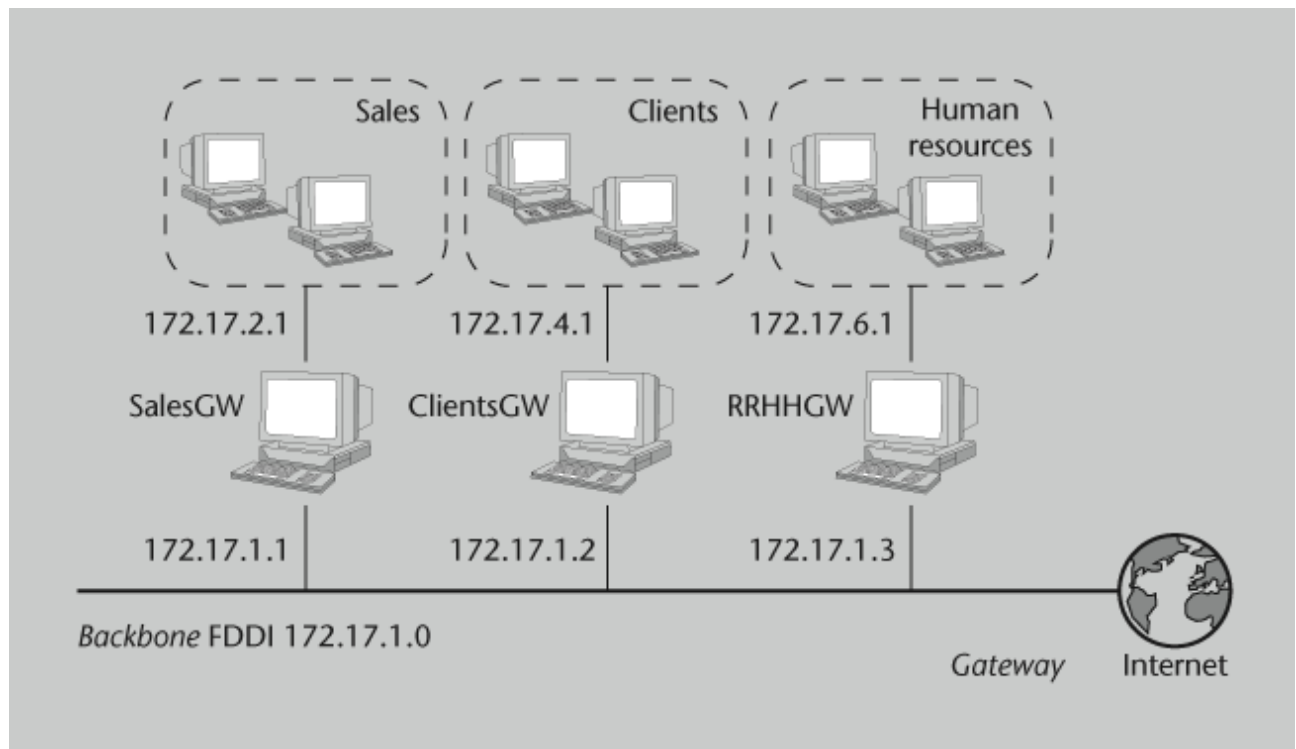 Sales
Clients
Human
resources
172.17.2.1
172.17.4.1
172.17.6.1
SalesGW
ClientsGW
RRHHGW
172.17.1.1
172.17.1.2
172.17.1.3
Backbone FDDI 172.17.1.0
Gateway
Internet